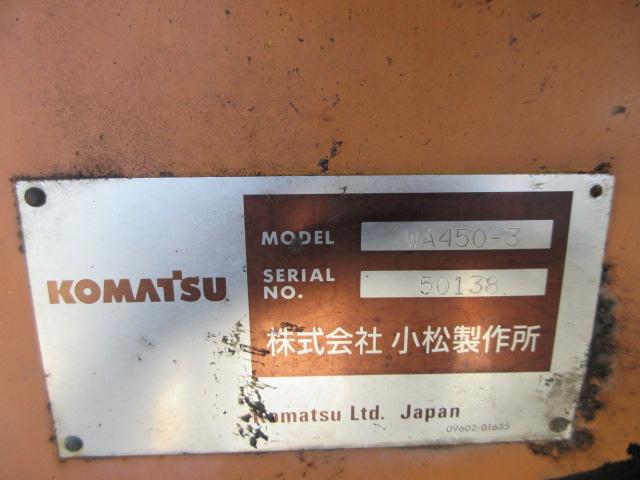 KOMATSU
MODEL WA450-3
SERIAL NO. 50138
株式会社 小松製作所
Komatsu Ltd. Japan
09602-01635